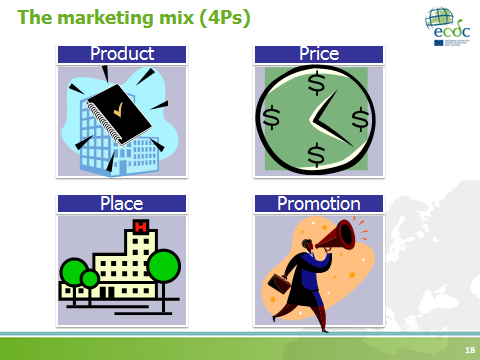 The marketing mix (4Ps)
ecdc
Product
Price
$
$ $
$
Place
Promotion
H
18